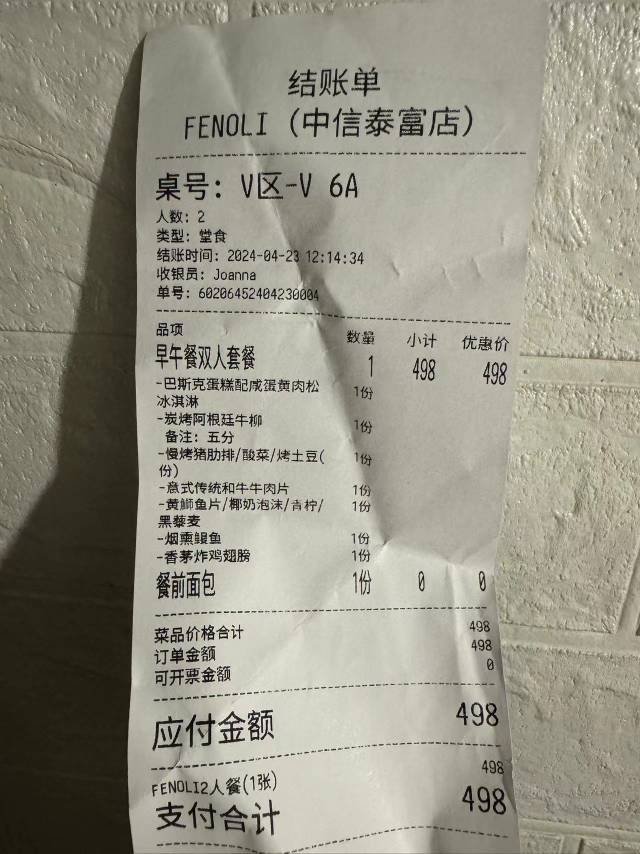 结账单
FENOLI（中信泰富店）
桌号：V区-V 6A
人数：2
类型：堂食
结账时间：2024-04-23 12:14:34
收银员：Joanna
单号：60206452404230004
品项 数量 小计 优惠价
早午餐双人套餐 1 498 498
-巴斯克蛋糕配咸蛋黄肉松 1份
冰淇淋
-炭烤阿根廷牛柳 1份
备注：五分
-慢烤猪肋排/酸菜/烤土豆( 1份
份)
-意式传统和牛牛肉片 1份
-黄鰤鱼片/椰奶泡沫/青柠/ 1份
黑藜麦
-烟熏鳗鱼 1份
-香茅炸鸡翅膀 1份
餐前面包 1份 0 0
菜品价格合计 498
订单金额 498
可开票金额 0
应付金额 498
FENOLI2人餐(1张) 498
支付合计 498